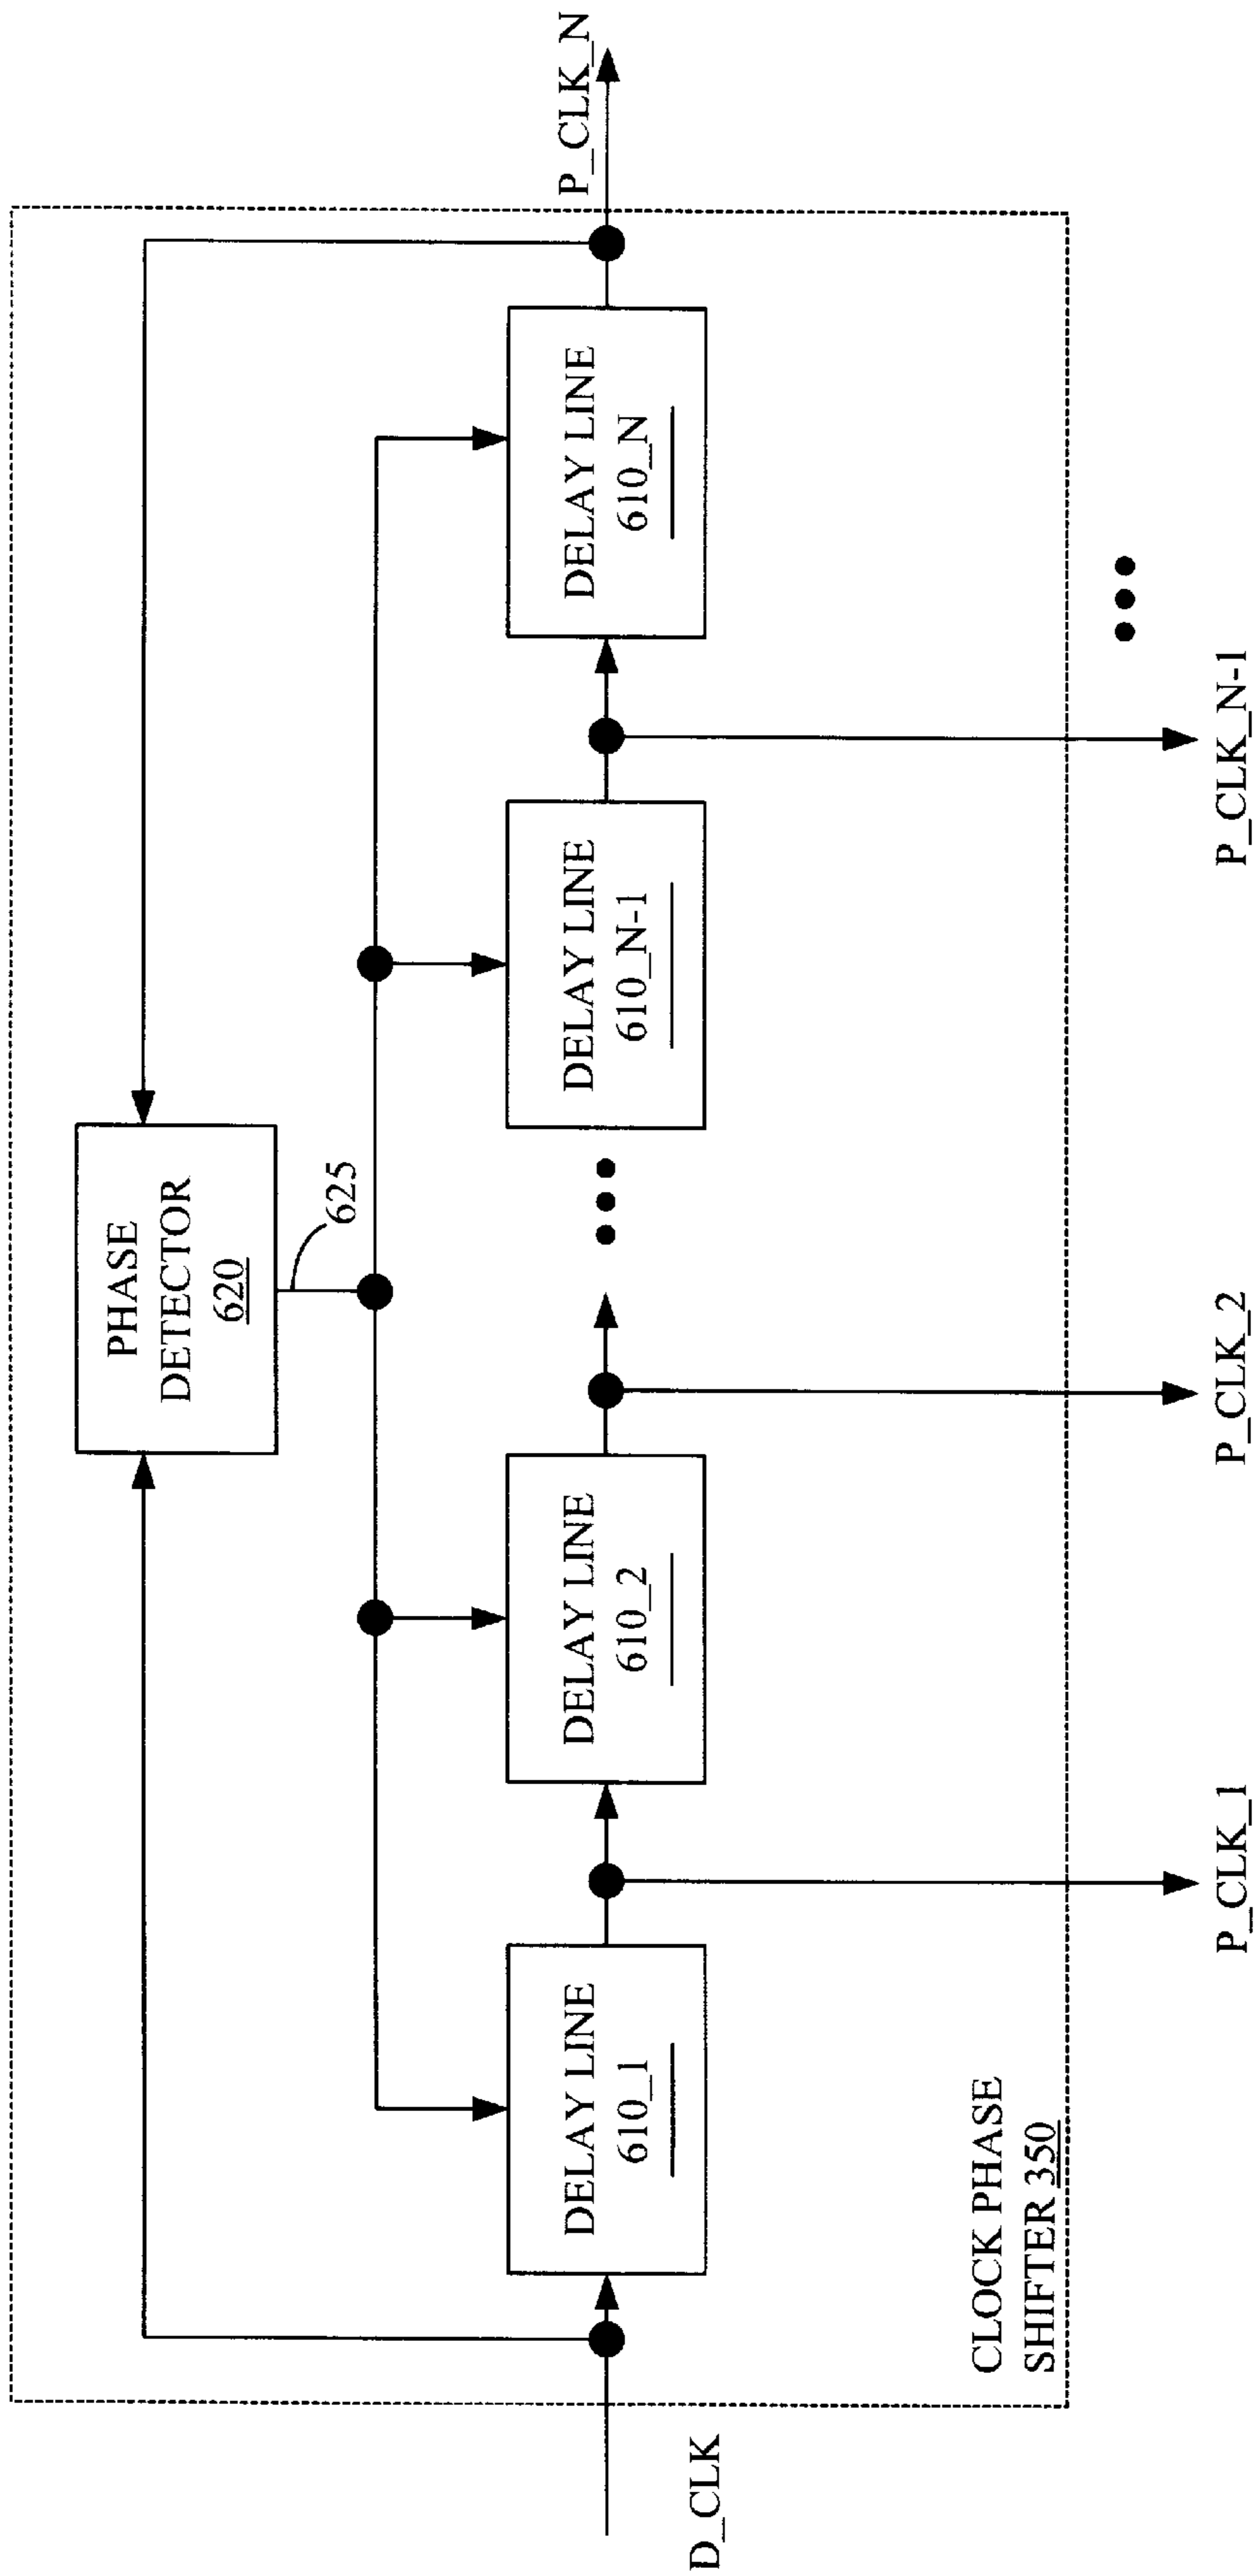 PHASE
DETECTOR
620
625
DELAY LINE
610_1
DELAY LINE
610_2
DELAY LINE
610_N-1
DELAY LINE
610_N
D_CLK
P_CLK_N
CLOCK PHASE
SHIFTER 350
P_CLK_1
P_CLK_2
P_CLK_N-1